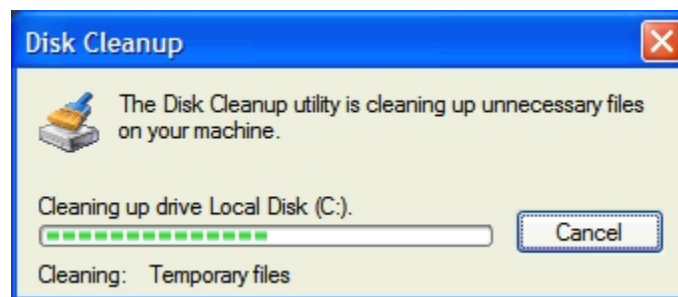 Disk Cleanup
The Disk Cleanup utility is cleaning up unnecessary files
on your machine.
Cleaning up drive Local Disk (C:).
Cancel
Cleaning: Temporary files